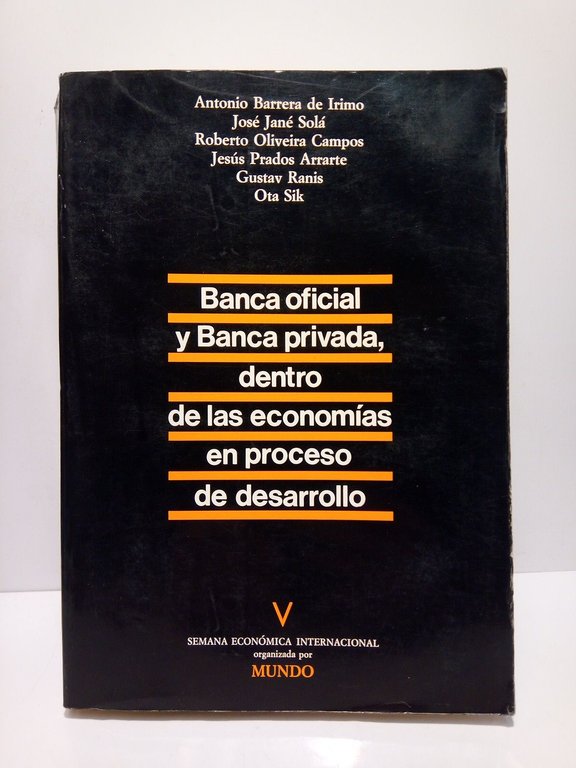 Antonio Barrera de Irimo
José Jané Solá
Roberto Oliveira Campos
Jesús Prados Arrarte
Gustav Ranis
Ota Sik
Banca oficial
y Banca privada,
dentro
de las economías
en proceso
de desarrollo
V
SEMANA ECONÓMICA INTERNACIONAL
organizada por
MUNDO